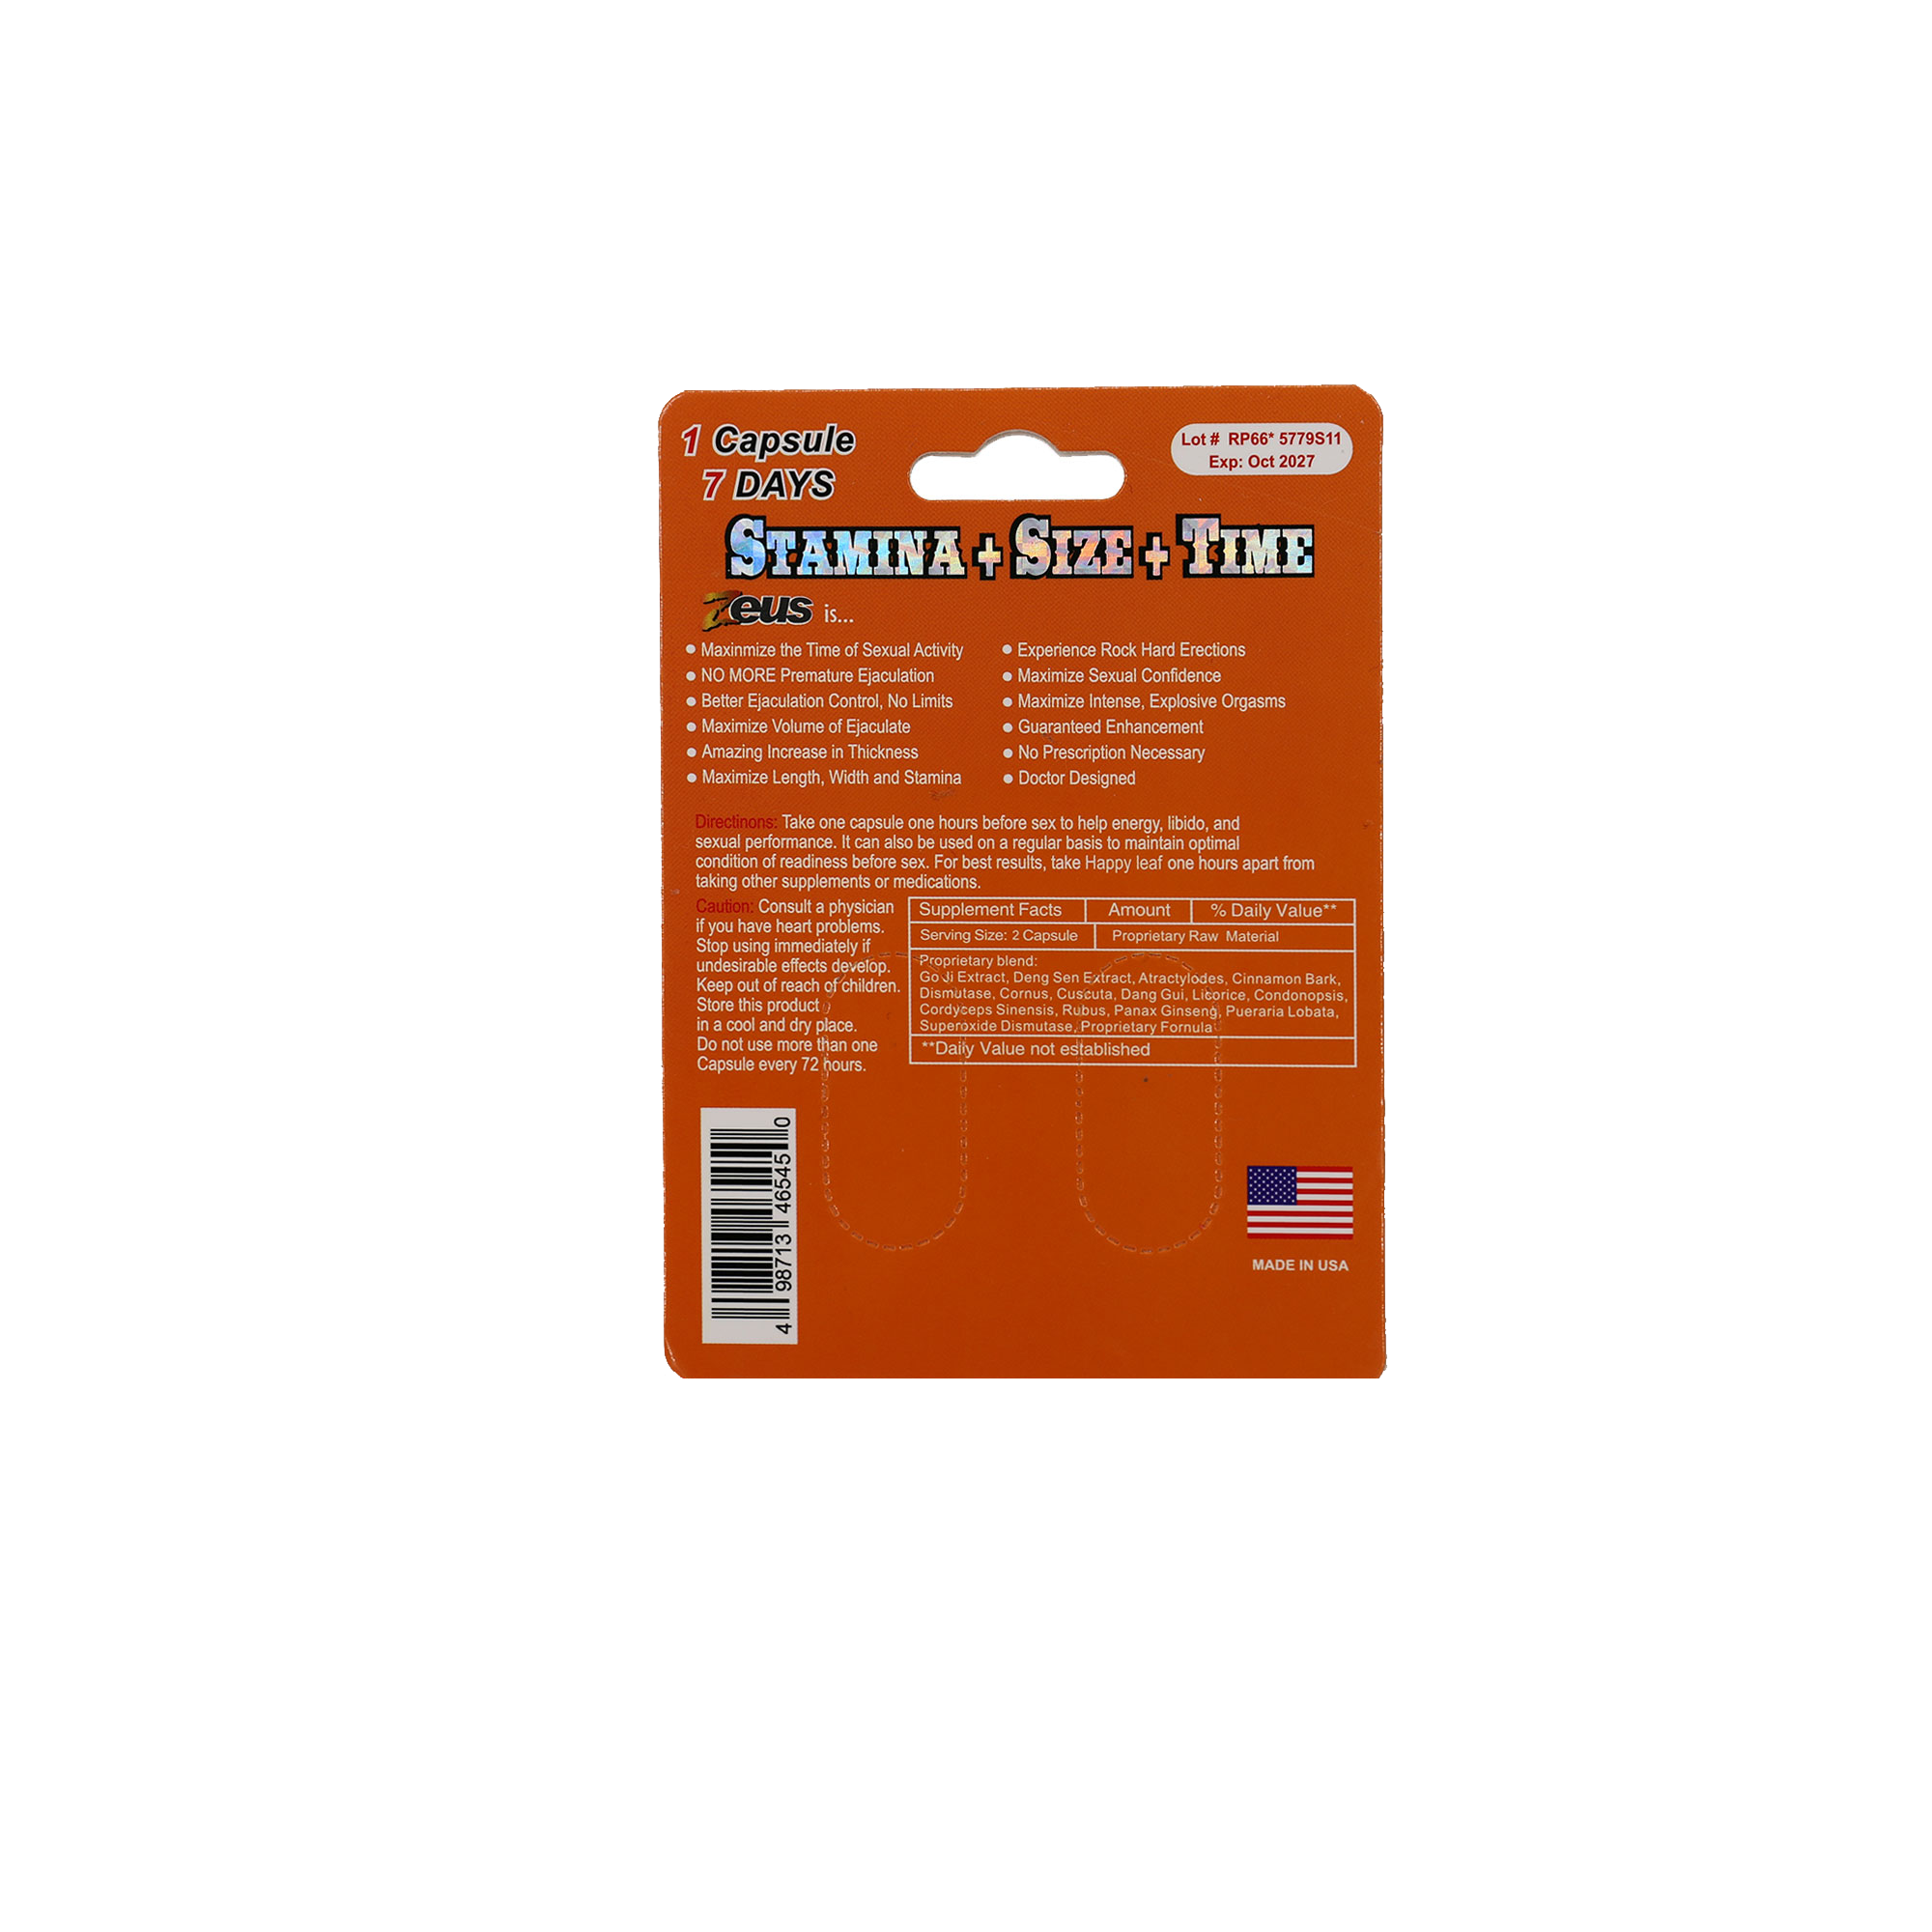 1 Capsule
7 DAYS
Lot # RP66* 5779S11
Exp: Oct 2027
STAMINA + SIZE + TIME
Zeus is...
● Maxinmize the Time of Sexual Activity
● NO MORE Premature Ejaculation
● Better Ejaculation Control, No Limits
● Maximize Volume of Ejaculate
● Amazing Increase in Thickness
● Maximize Length, Width and Stamina
● Experience Rock Hard Erections
● Maximize Sexual Confidence
● Maximize Intense, Explosive Orgasms
● Guaranteed Enhancement
● No Prescription Necessary
● Doctor Designed
Directinons: Take one capsule one hours before sex to help energy, libido, and
sexual performance. It can also be used on a regular basis to maintain optimal
condition of readiness before sex. For best results, take Happy leaf one hours apart from
taking other supplements or medications.
Caution: Consult a physician
if you have heart problems.
Stop using immediately if
undesirable effects develop.
Keep out of reach of children.
Store this product
in a cool and dry place.
Do not use more than one
Capsule every 72 hours.
Supplement Facts Amount % Daily Value**
Serving Size: 2 Capsule Proprietary Raw Material
Proprietary blend:
Go Ji Extract, Deng Sen Extract, Atractylodes, Cinnamon Bark,
Dismutase, Cornus, Cuscuta, Dang Gui, Licorice, Condonopsis,
Cordyceps Sinensis, Rubus, Panax Ginseng, Pueraria Lobata,
Superoxide Dismutase, Proprietary Fornula
**Daily Value not established
4 98713 46545 0
MADE IN USA